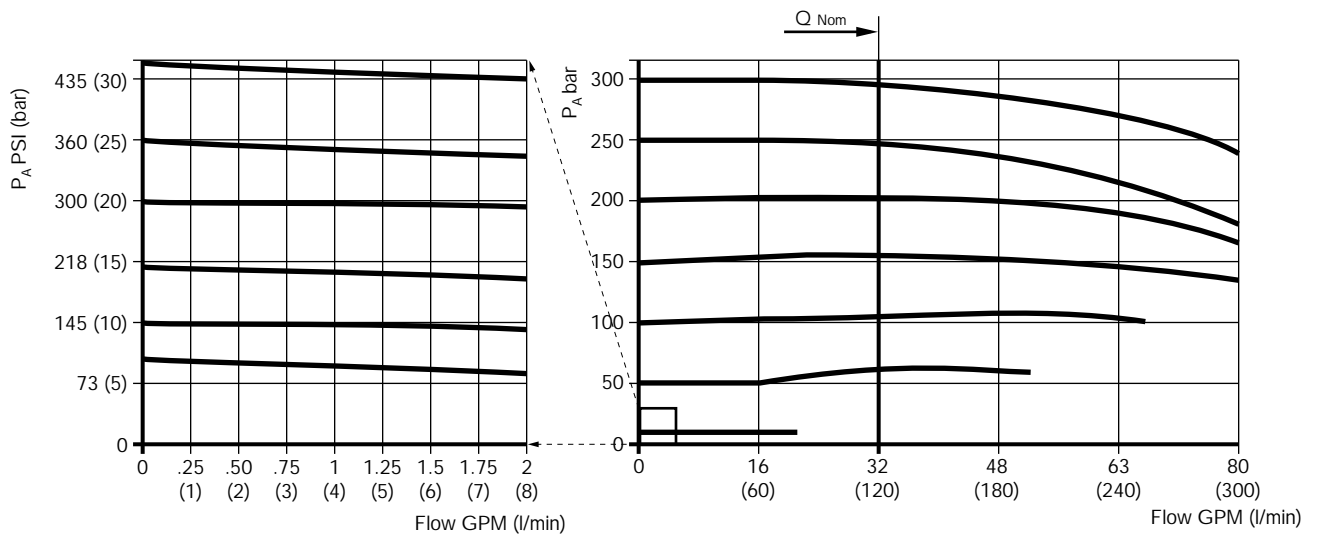 Q Nom
P_A PSI (bar)
435 (30)
360 (25)
300 (20)
218 (15)
145 (10)
73 (5)
0
0 .25 .50 .75 1 1.25 1.5 1.75 2
(1) (2) (3) (4) (5) (6) (7) (8)
Flow GPM (l/min)
P_A bar
300
250
200
150
100
50
0
0 16 32 48 63 80
(60) (120) (180) (240) (300)
Flow GPM (l/min)